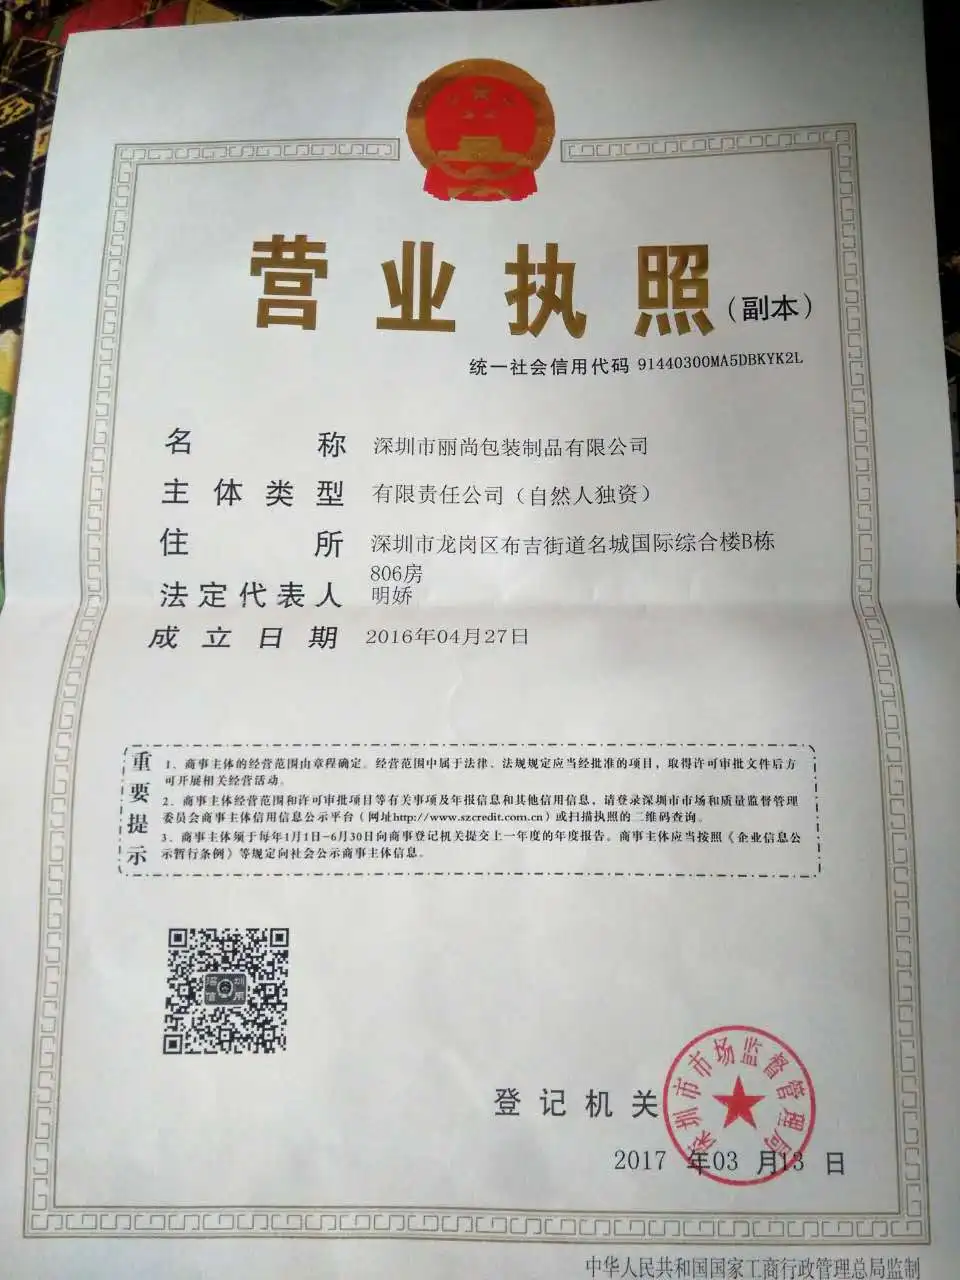 营业执照(副本)
统一社会信用代码 91440300MA5DBKYK2L
名称 深圳市丽尚包装制品有限公司
主体类型 有限责任公司（自然人独资）
住所 深圳市龙岗区布吉街道名城国际综合楼B栋
806房
法定代表人 明娇
成立日期 2016年04月27日
重要提示
1、商事主体的经营范围由章程确定。经营范围中属于法律、法规规定应当经批准的项目，取得许可审批文件后方
可开展相关经营活动。
2、商事主体经营范围和许可审批项目等有关事项及年报信息和其他信用信息，请登录深圳市市场和质量监督管理
委员会商事主体信用信息公示平台（网址http://www.szcredit.com.cn）或扫描执照的二维码查询。
3、商事主体须于每年1月1日-6月30日向商事登记机关提交上一年度的年度报告。商事主体应当按照《企业信息公
示暂行条例》等规定向社会公示商事主体信息。
登记机关
深圳市市场监督管理局
2017 年03 月13 日
中华人民共和国国家工商行政管理总局监制